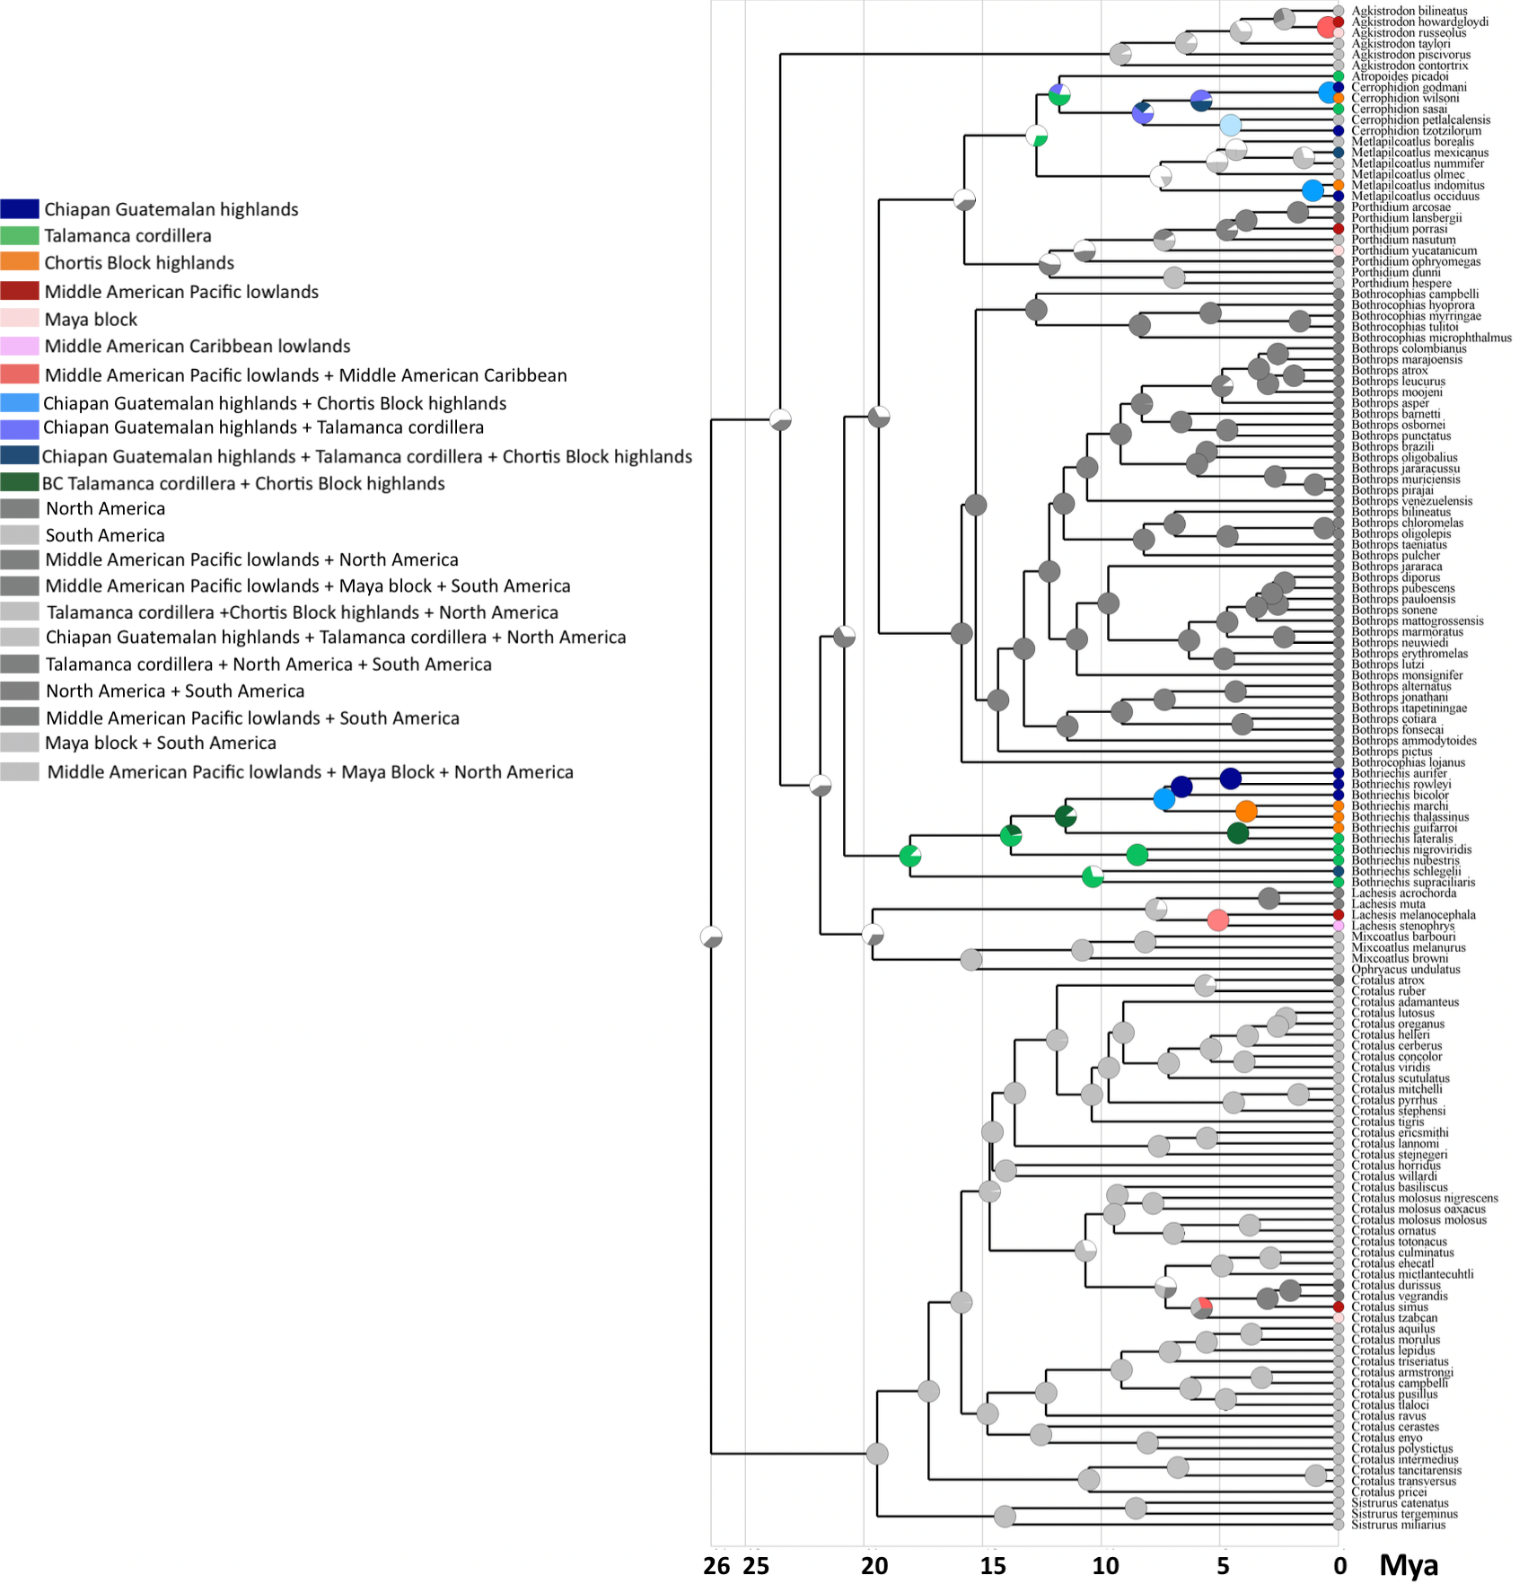 Chiapan Guatemalan highlands
Talamanca cordillera
Chortis Block highlands
Middle American Pacific lowlands
Maya block
Middle American Caribbean lowlands
Middle American Pacific lowlands + Middle American Caribbean
Chiapan Guatemalan highlands + Chortis Block highlands
Chiapan Guatemalan highlands + Talamanca cordillera
Chiapan Guatemalan highlands + Talamanca cordillera + Chortis Block highlands
BC Talamanca cordillera + Chortis Block highlands
North America
South America
Middle American Pacific lowlands + North America
Middle American Pacific lowlands + Maya block + South America
Talamanca cordillera +Chortis Block highlands + North America
Chiapan Guatemalan highlands + Talamanca cordillera + North America
Talamanca cordillera + North America + South America
North America + South America
Middle American Pacific lowlands + South America
Maya block + South America
Middle American Pacific lowlands + Maya Block + North America
Agkistrodon bilineatus
Agkistrodon howardgloydi
Agkistrodon russeolus
Agkistrodon taylori
Agkistrodon piscivorus
Agkistrodon contortrix
Atropoides picadoi
Cerrophidion godmani
Cerrophidion wilsoni
Cerrophidion sasai
Cerrophidion petlalcalensis
Cerrophidion tzotzilorum
Metlapilcoatlus borealis
Metlapilcoatlus mexicanus
Metlapilcoatlus nummifer
Metlapilcoatlus olmec
Metlapilcoatlus indomitus
Metlapilcoatlus occiduus
Porthidium arcosae
Porthidium lansbergii
Porthidium porrasi
Porthidium nasutum
Porthidium yucatanicum
Porthidium ophryomegas
Porthidium dunni
Porthidium hespere
Bothrocophias campbelli
Bothrocophias hyoprora
Bothrocophias myrringae
Bothrocophias tulitoi
Bothrocophias microphthalmus
Bothrops colombianus
Bothrops marajoensis
Bothrops atrox
Bothrops leucurus
Bothrops moojeni
Bothrops asper
Bothrops barnetti
Bothrops osbornei
Bothrops punctatus
Bothrops brazili
Bothrops oligobalius
Bothrops jararacussu
Bothrops muriciensis
Bothrops pirajai
Bothrops venezuelensis
Bothrops bilineatus
Bothrops chloromelas
Bothrops oligolepis
Bothrops taeniatus
Bothrops pulcher
Bothrops jararaca
Bothrops diporus
Bothrops pubescens
Bothrops pauloensis
Bothrops sonene
Bothrops mattogrossensis
Bothrops marmoratus
Bothrops neuwiedi
Bothrops erythromelas
Bothrops lutzi
Bothrops monsignifer
Bothrops alternatus
Bothrops jonathani
Bothrops itapetiningae
Bothrops cotiara
Bothrops fonsecai
Bothrops ammodytoides
Bothrops pictus
Bothrocophias lojanus
Bothriechis aurifer
Bothriechis rowleyi
Bothriechis bicolor
Bothriechis marchi
Bothriechis thalassinus
Bothriechis guifarroi
Bothriechis lateralis
Bothriechis nigroviridis
Bothriechis nubestris
Bothriechis schlegelii
Bothriechis supraciliaris
Lachesis acrochorda
Lachesis muta
Lachesis melanocephala
Lachesis stenophrys
Mixcoatlus barbouri
Mixcoatlus melanurus
Mixcoatlus browni
Ophryacus undulatus
Crotalus atrox
Crotalus ruber
Crotalus adamanteus
Crotalus lutosus
Crotalus oreganus
Crotalus helleri
Crotalus cerberus
Crotalus concolor
Crotalus viridis
Crotalus scutulatus
Crotalus mitchelli
Crotalus pyrrhus
Crotalus stephensi
Crotalus tigris
Crotalus ericsmithi
Crotalus lannomi
Crotalus stejnegeri
Crotalus horridus
Crotalus willardi
Crotalus basiliscus
Crotalus molosus nigrescens
Crotalus molosus oaxacus
Crotalus molosus molosus
Crotalus ornatus
Crotalus totonacus
Crotalus culminatus
Crotalus ehecatl
Crotalus mictlantecuhtli
Crotalus durissus
Crotalus vegrandis
Crotalus simus
Crotalus tzabcan
Crotalus aquilus
Crotalus morulus
Crotalus lepidus
Crotalus triseriatus
Crotalus armstrongi
Crotalus campbelli
Crotalus pusillus
Crotalus tlaloci
Crotalus ravus
Crotalus cerastes
Crotalus enyo
Crotalus polystictus
Crotalus intermedius
Crotalus tancitarensis
Crotalus transversus
Crotalus pricei
Sistrurus catenatus
Sistrurus tergeminus
Sistrurus miliarius
26 25 20 15 10 5 0 Mya